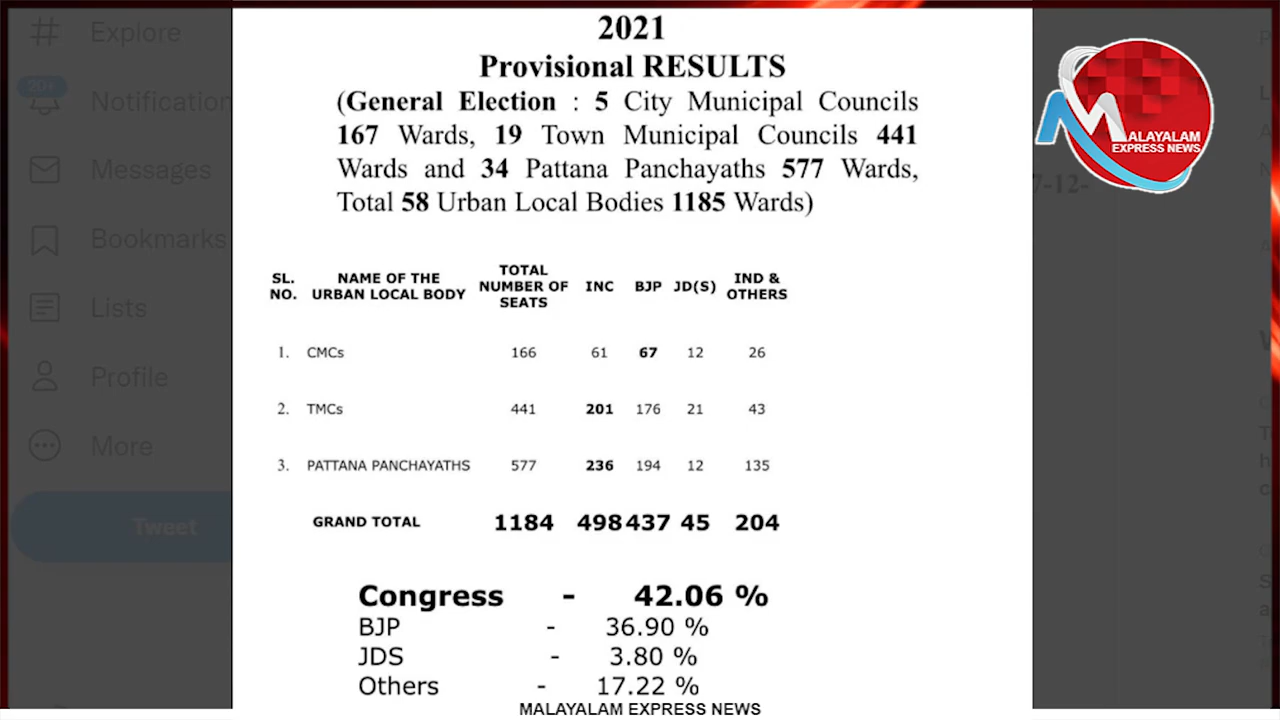 2021
Provisional RESULTS
(General Election : 5 City Municipal Councils
167 Wards, 19 Town Municipal Councils 441
Wards and 34 Pattana Panchayaths 577 Wards,
Total 58 Urban Local Bodies 1185 Wards)
MALAYALAM
EXPRESS NEWS
# Explore
20+
Notification
Messages
Bookmarks
Lists
Profile
More
Tweet
7-12-
SL. NO. NAME OF THE URBAN LOCAL BODY TOTAL NUMBER OF SEATS INC BJP JD(S) IND & OTHERS
1. CMCs 166 61 67 12 26
2. TMCs 441 201 176 21 43
3. PATTANA PANCHAYATHS 577 236 194 12 135
GRAND TOTAL 1184 498 437 45 204
Congress - 42.06 %
BJP - 36.90 %
JDS - 3.80 %
Others - 17.22 %
MALAYALAM EXPRESS NEWS